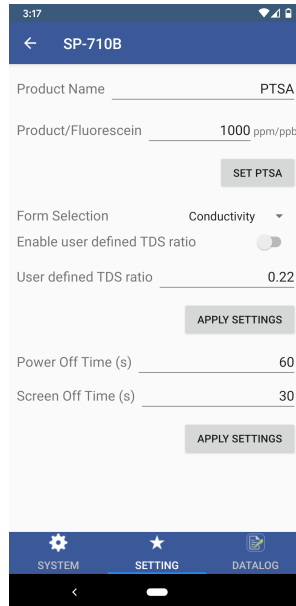 3:17
SP-710B
Product Name PTSA
Product/Fluorescein 1000 ppm/ppb
SET PTSA
Form Selection Conductivity
Enable user defined TDS ratio
User defined TDS ratio 0.22
APPLY SETTINGS
Power Off Time (s) 60
Screen Off Time (s) 30
APPLY SETTINGS
SYSTEM SETTING DATALOG